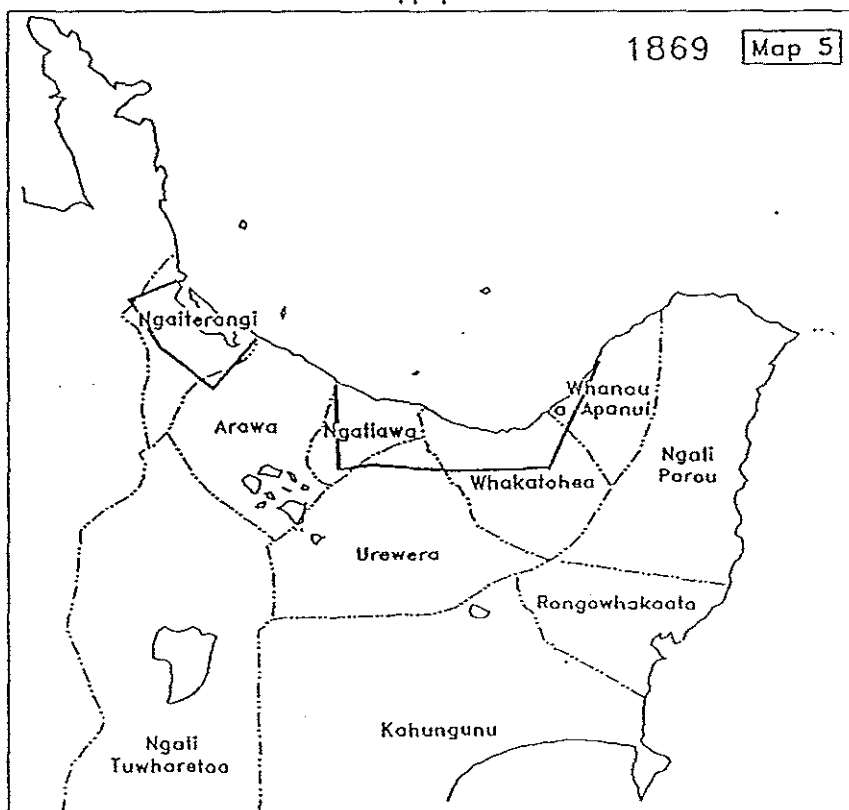 1869 Map 5
Ngaiterangi
Whanau
a Apanui
Arawa
Ngatiawa
Ngati
Porou
Whakatohea
Urewera
Rongowhakaata
Kahungunu
Ngati
Tuwharetoa